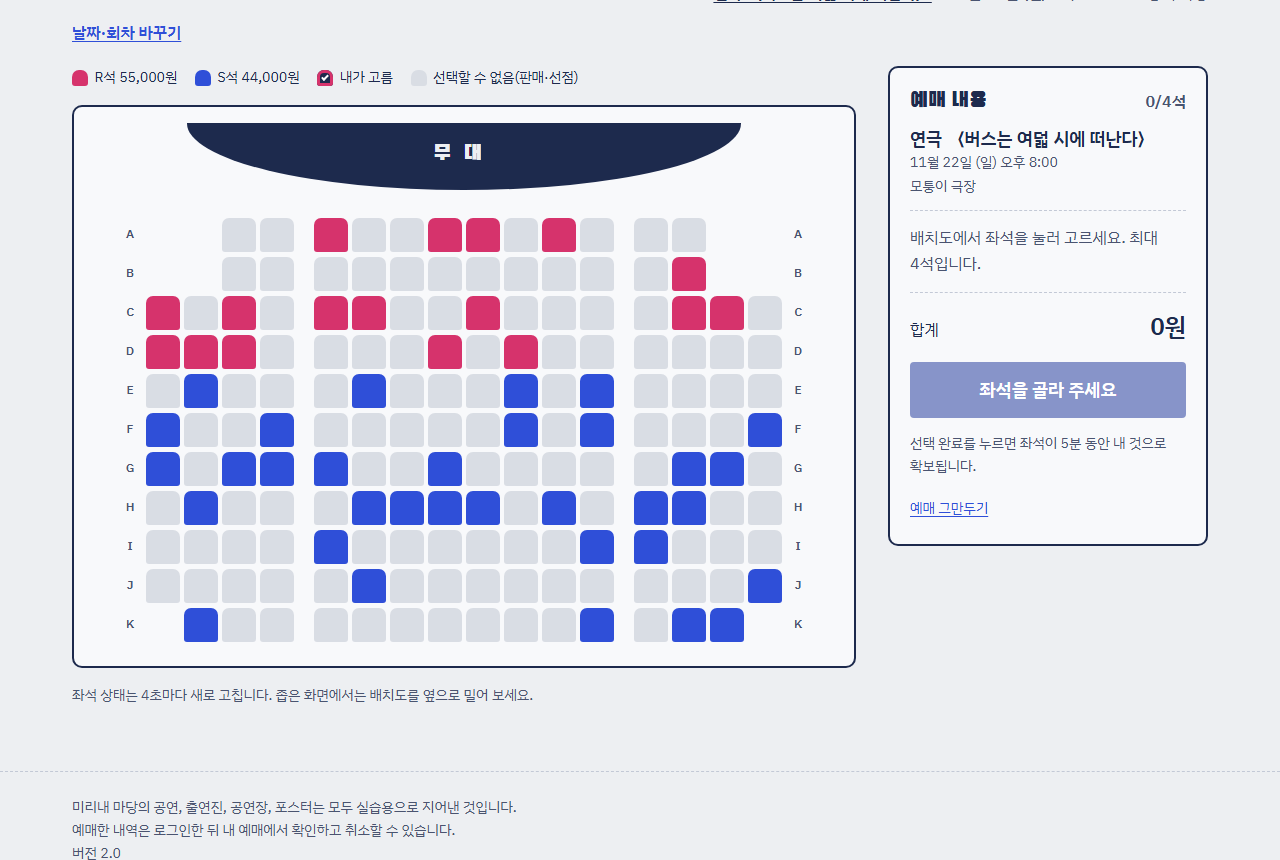 날짜·회차 바꾸기
R석 55,000원 S석 44,000원 내가 고름 선택할 수 없음(판매·선점)
무 대
A A
B B
C C
D D
E E
F F
G G
H H
I I
J J
K K
좌석 상태는 4초마다 새로 고칩니다. 좁은 화면에서는 배치도를 옆으로 밀어 보세요.
예매 내용 0/4석
연극 〈버스는 여덟 시에 떠난다〉
11월 22일 (일) 오후 8:00
모퉁이 극장
배치도에서 좌석을 눌러 고르세요. 최대
4석입니다.
합계 0원
좌석을 골라 주세요
선택 완료를 누르면 좌석이 5분 동안 내 것으로
확보됩니다.
예매 그만두기
미리내 마당의 공연, 출연진, 공연장, 포스터는 모두 실습용으로 지어낸 것입니다.
예매한 내역은 로그인한 뒤 내 예매에서 확인하고 취소할 수 있습니다.
버전 2.0